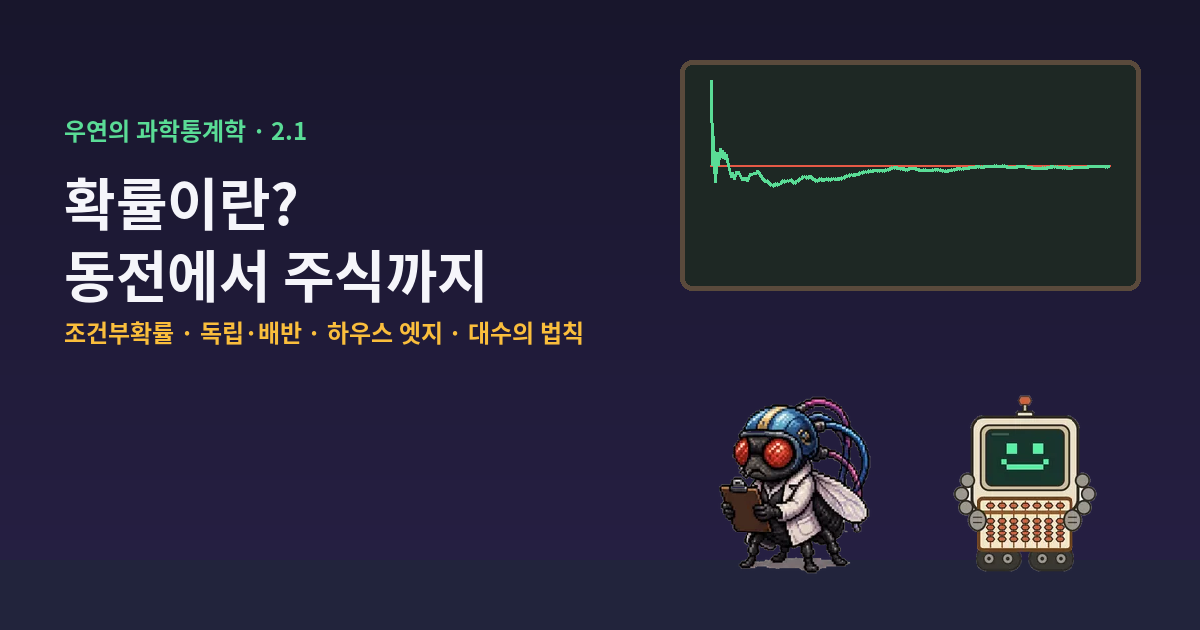 우연의 과학통계학 · 2.1
확률이란?
동전에서 주식까지
조건부확률 · 독립·배반 · 하우스 엣지 · 대수의 법칙